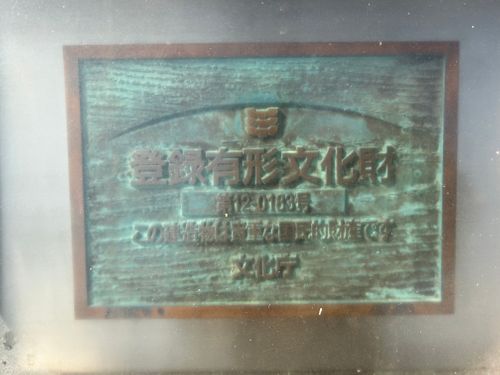 登録有形文化財
第12-0163号
この建造物は貴重な国民的財産です
文化庁